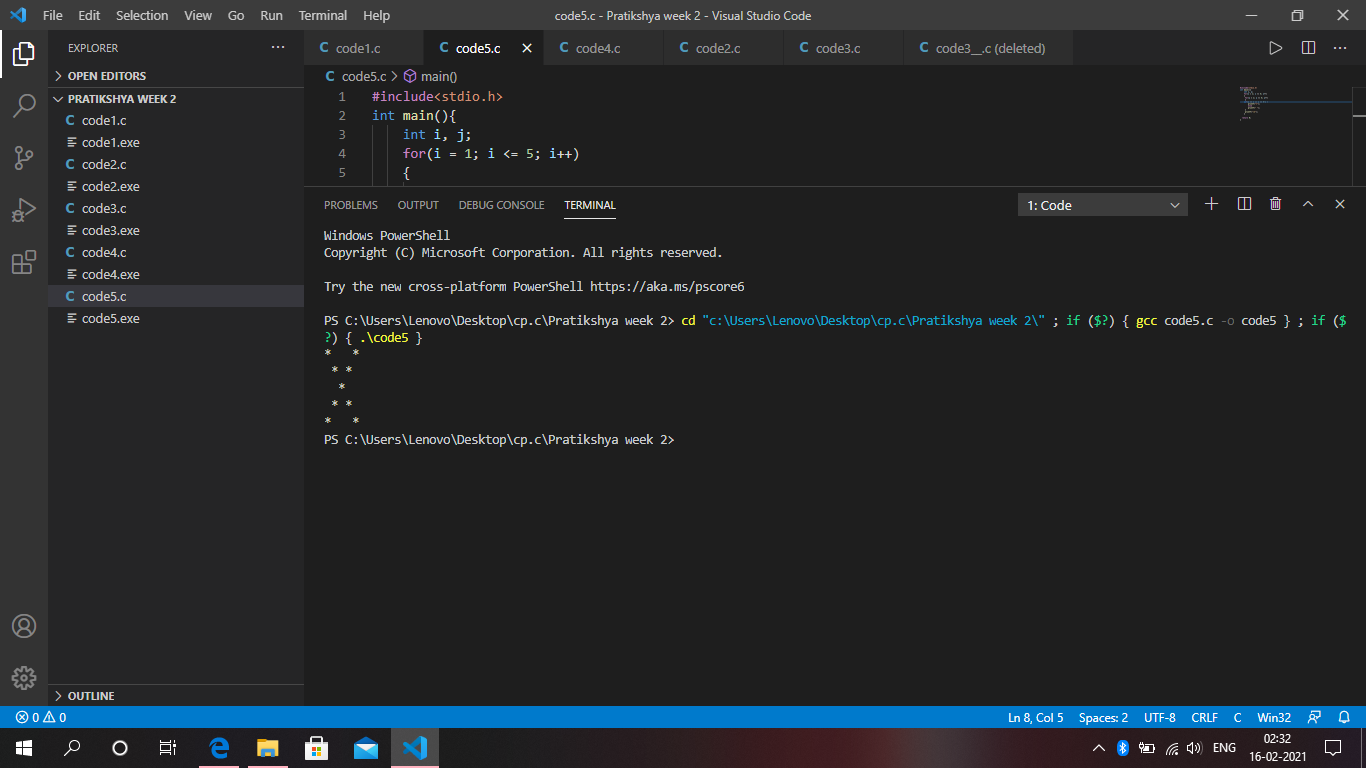 File Edit Selection View Go Run Terminal Help
code5.c - Pratikshya week 2 - Visual Studio Code
EXPLORER
OPEN EDITORS
PRATIKSHYA WEEK 2
C code1.c
code1.exe
C code2.c
code2.exe
C code3.c
code3.exe
C code4.c
code4.exe
C code5.c
code5.exe
OUTLINE
C code1.c C code5.c C code4.c C code2.c C code3.c C code3__.c (deleted)
C code5.c > main()
1 #include<stdio.h>
2 int main(){
3 int i, j;
4 for(i = 1; i <= 5; i++)
5 {
PROBLEMS OUTPUT DEBUG CONSOLE TERMINAL
1: Code
Windows PowerShell
Copyright (C) Microsoft Corporation. All rights reserved.
Try the new cross-platform PowerShell https://aka.ms/pscore6
PS C:\Users\Lenovo\Desktop\cp.c\Pratikshya week 2> cd "c:\Users\Lenovo\Desktop\cp.c\Pratikshya week 2\" ; if ($?) { gcc code5.c -o code5 } ; if ($
?) { .\code5 }
*   *
 * *
  *
 * *
*   *
PS C:\Users\Lenovo\Desktop\cp.c\Pratikshya week 2>
0 0
Ln 8, Col 5 Spaces: 2 UTF-8 CRLF C Win32
ENG
02:32
16-02-2021